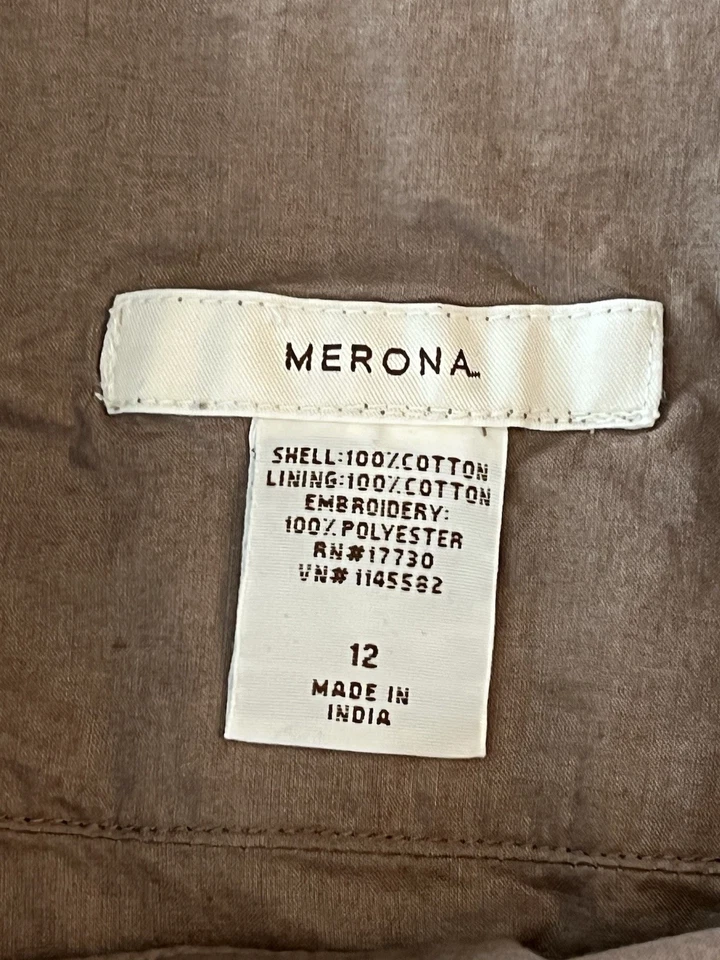 MERONA
SHELL:100%COTTON
LINING:100%COTTON
EMBROIDERY:
100%POLYESTER
RN#17730
VN#1145582
12
MADE IN
INDIA